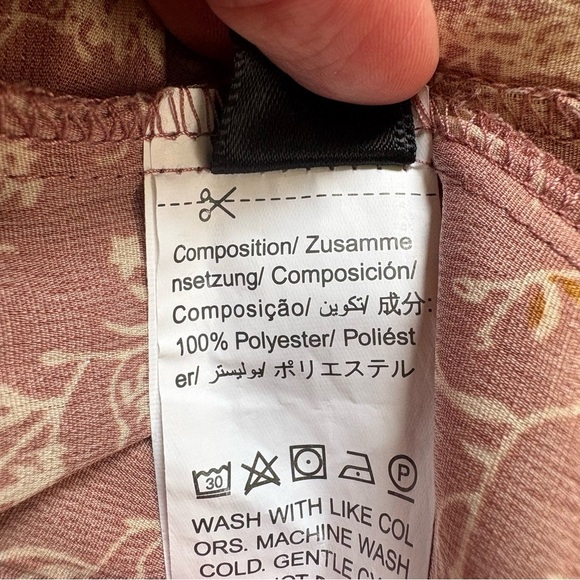 Composition/ Zusamme
nsetzung/ Composición/
Composição/ تكوين/ 成分:
100% Polyester/ Poliést
er/ بوليستر/ ポリエステル
30 P
WASH WITH LIKE COL
ORS. MACHINE WASH
COLD. GENTLE